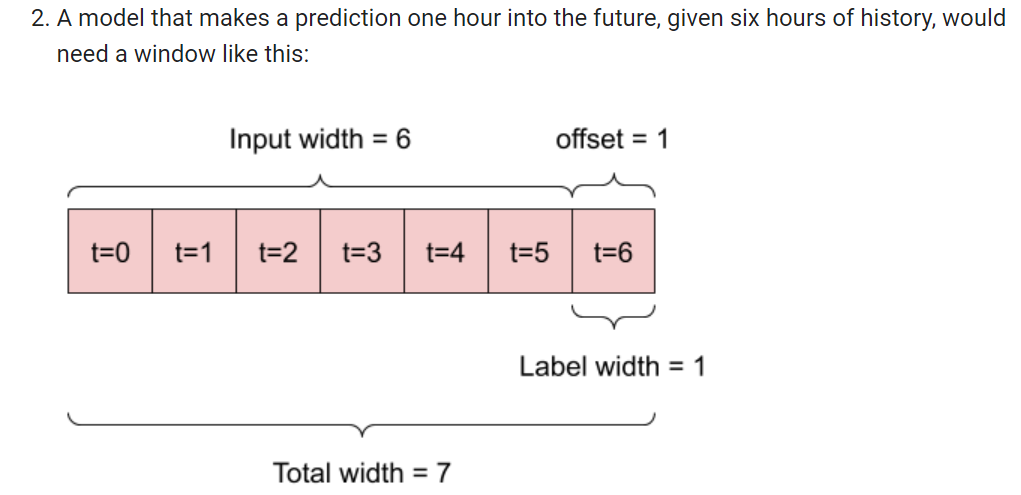 2. A model that makes a prediction one hour into the future, given six hours of history, would
need a window like this:
Input width = 6
offset = 1
t=0 t=1 t=2 t=3 t=4 t=5 t=6
Label width = 1
Total width = 7